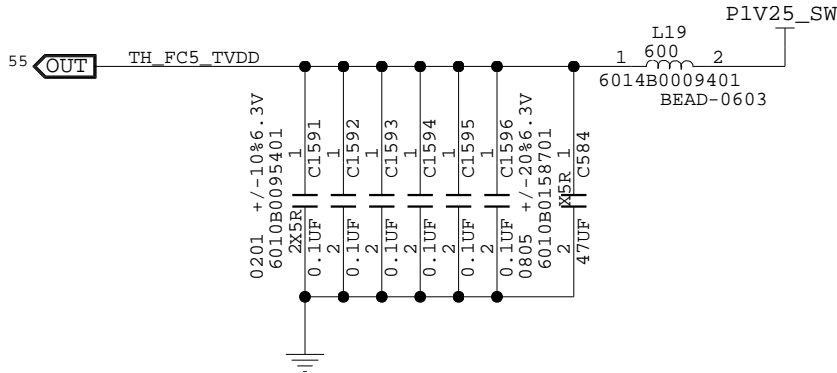 P1V25_SW
L19
600
1
2
6014B0009401
BEAD-0603
55
OUT
TH_FC5_TVDD
0201 +/-10%6.3V
6010B0095401
1
C1591
2X5R
0.1UF
1
C1592
2
0.1UF
1
C1593
2
0.1UF
1
C1594
2
0.1UF
1
C1595
2
0.1UF
1
C1596
2
0.1UF
0805 +/-20%6.3V
6010B0158701
X5R
1
C584
2
47UF